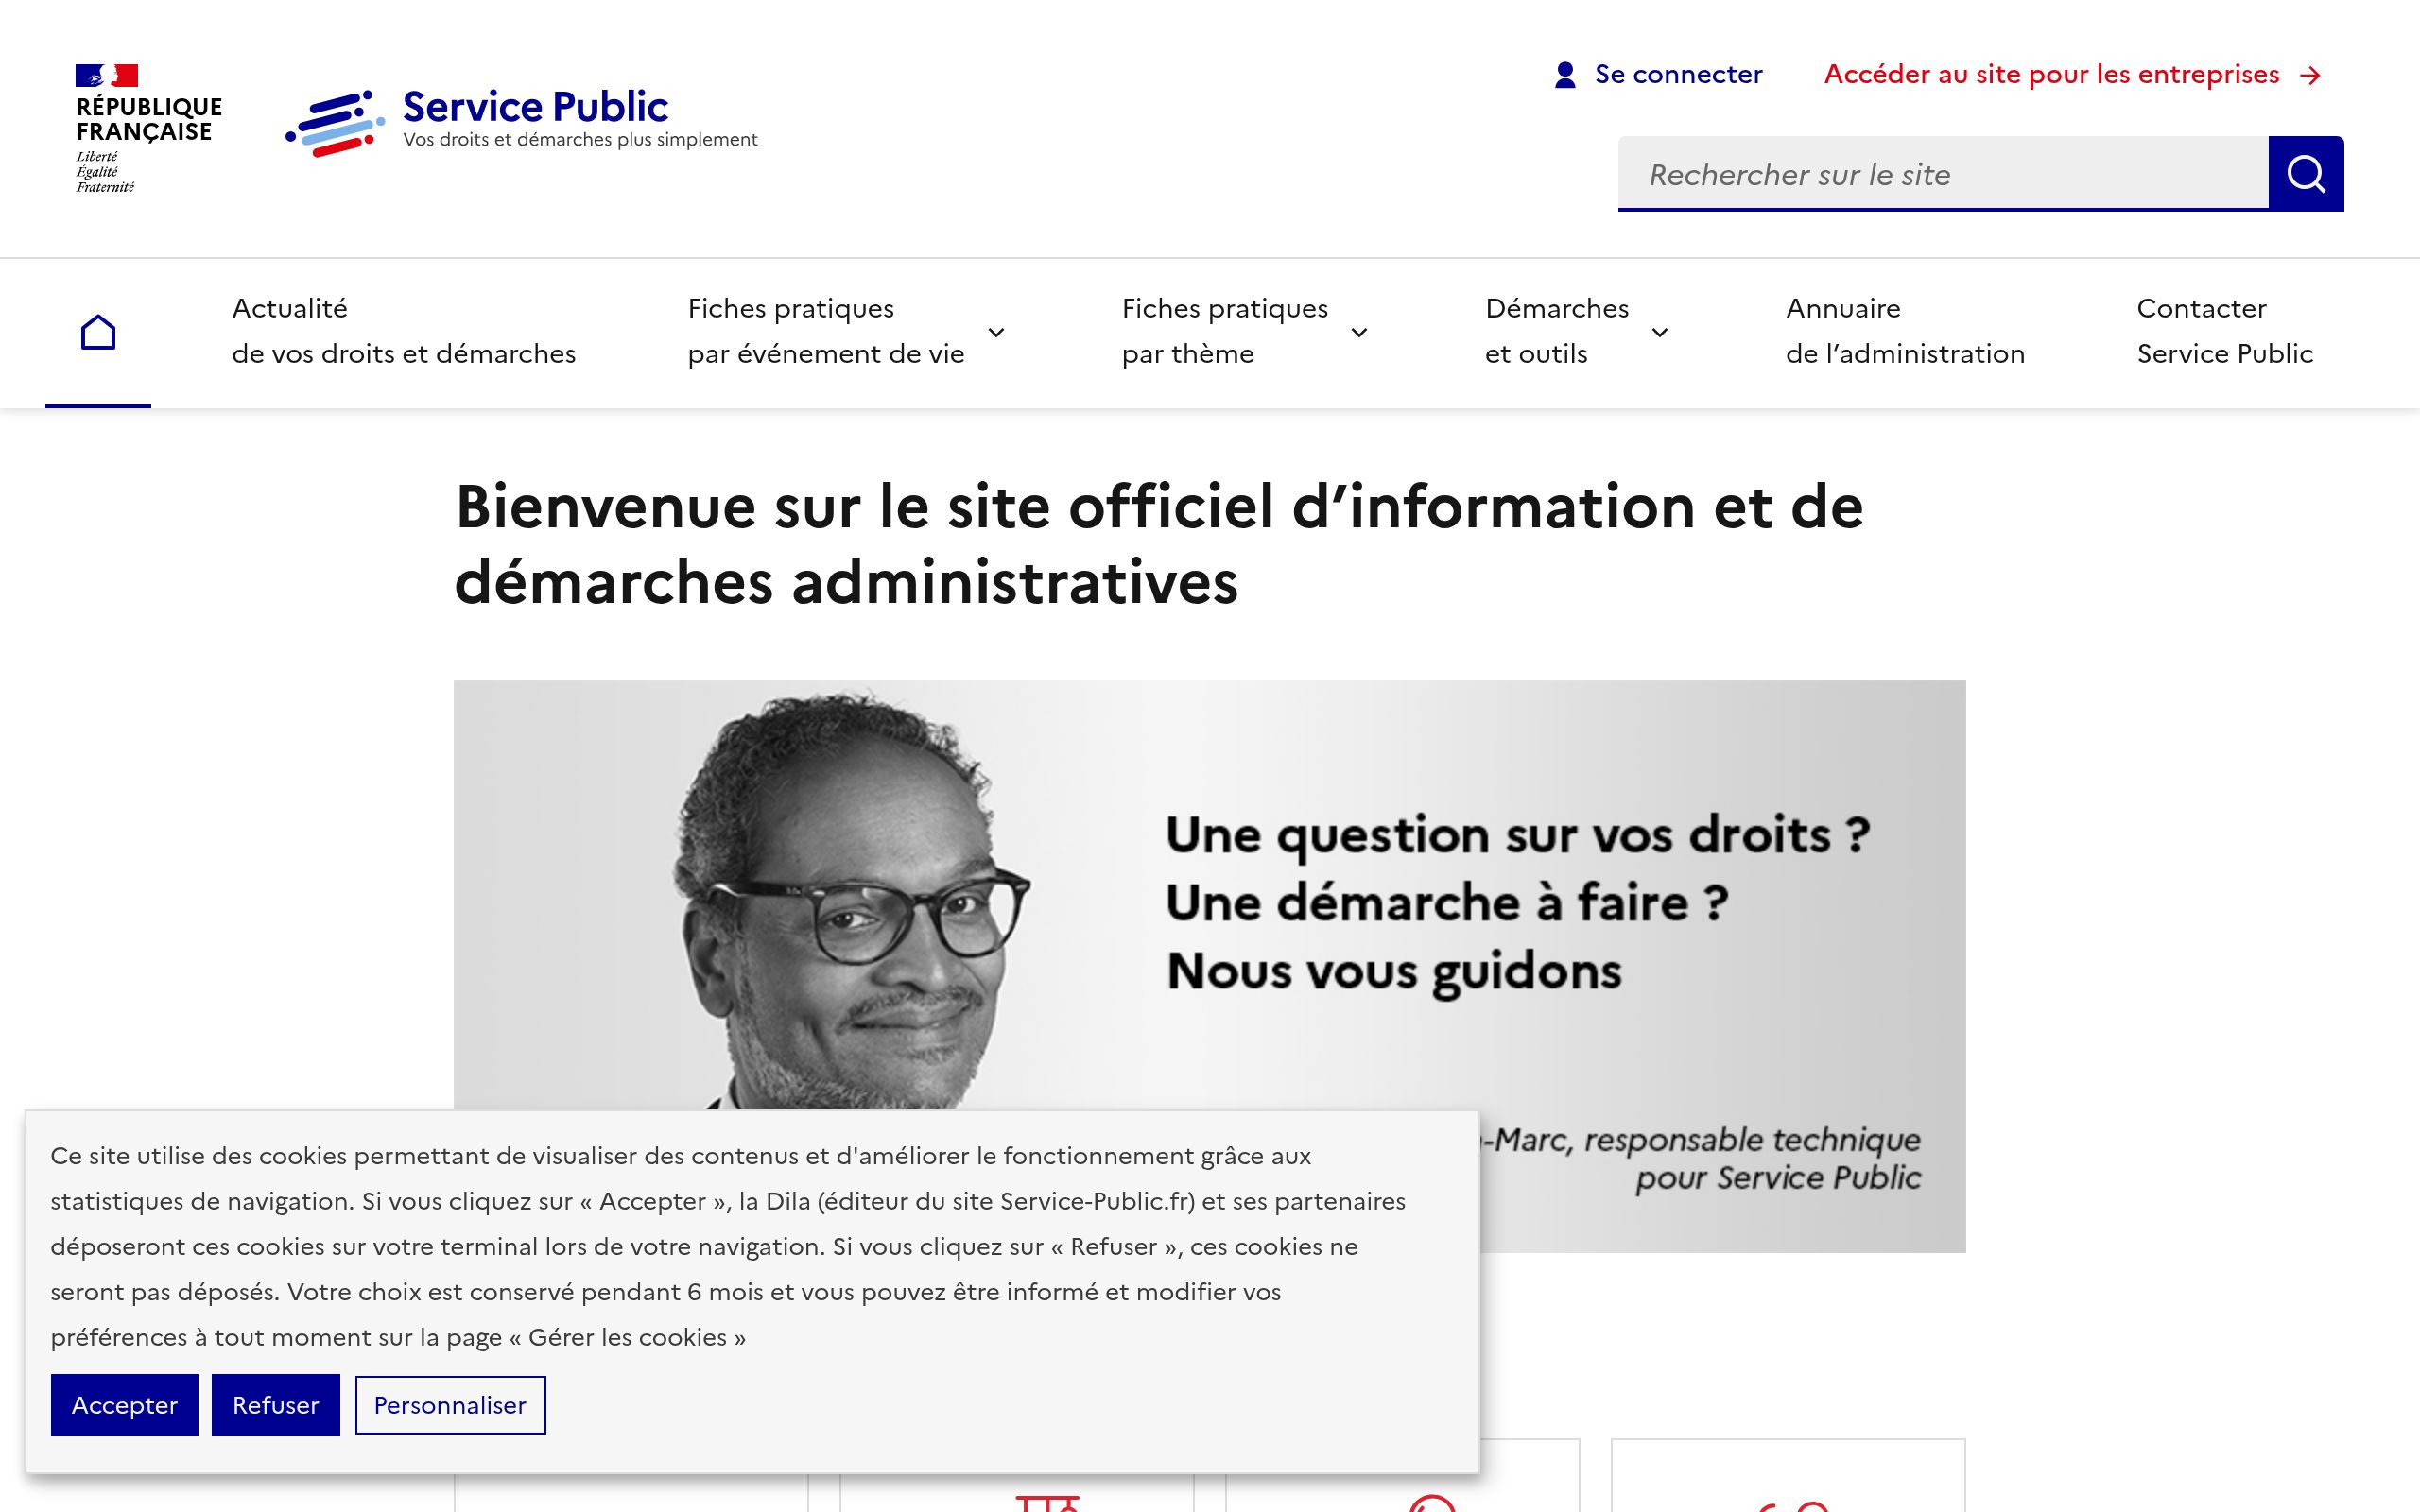 RÉPUBLIQUE
FRANÇAISE
Liberté
Égalité
Fraternité
Service Public
Vos droits et démarches plus simplement
Se connecter
Accéder au site pour les entreprises
Rechercher sur le site
Actualité
de vos droits et démarches
Fiches pratiques
par événement de vie
Fiches pratiques
par thème
Démarches
et outils
Annuaire
de l’administration
Contacter
Service Public
Bienvenue sur le site officiel d’information et de
démarches administratives
Une question sur vos droits ?
Une démarche à faire ?
Nous vous guidons
-Marc, responsable technique
pour Service Public
Ce site utilise des cookies permettant de visualiser des contenus et d'améliorer le fonctionnement grâce aux
statistiques de navigation. Si vous cliquez sur « Accepter », la Dila (éditeur du site Service-Public.fr) et ses partenaires
déposeront ces cookies sur votre terminal lors de votre navigation. Si vous cliquez sur « Refuser », ces cookies ne
seront pas déposés. Votre choix est conservé pendant 6 mois et vous pouvez être informé et modifier vos
préférences à tout moment sur la page « Gérer les cookies »
Accepter
Refuser
Personnaliser